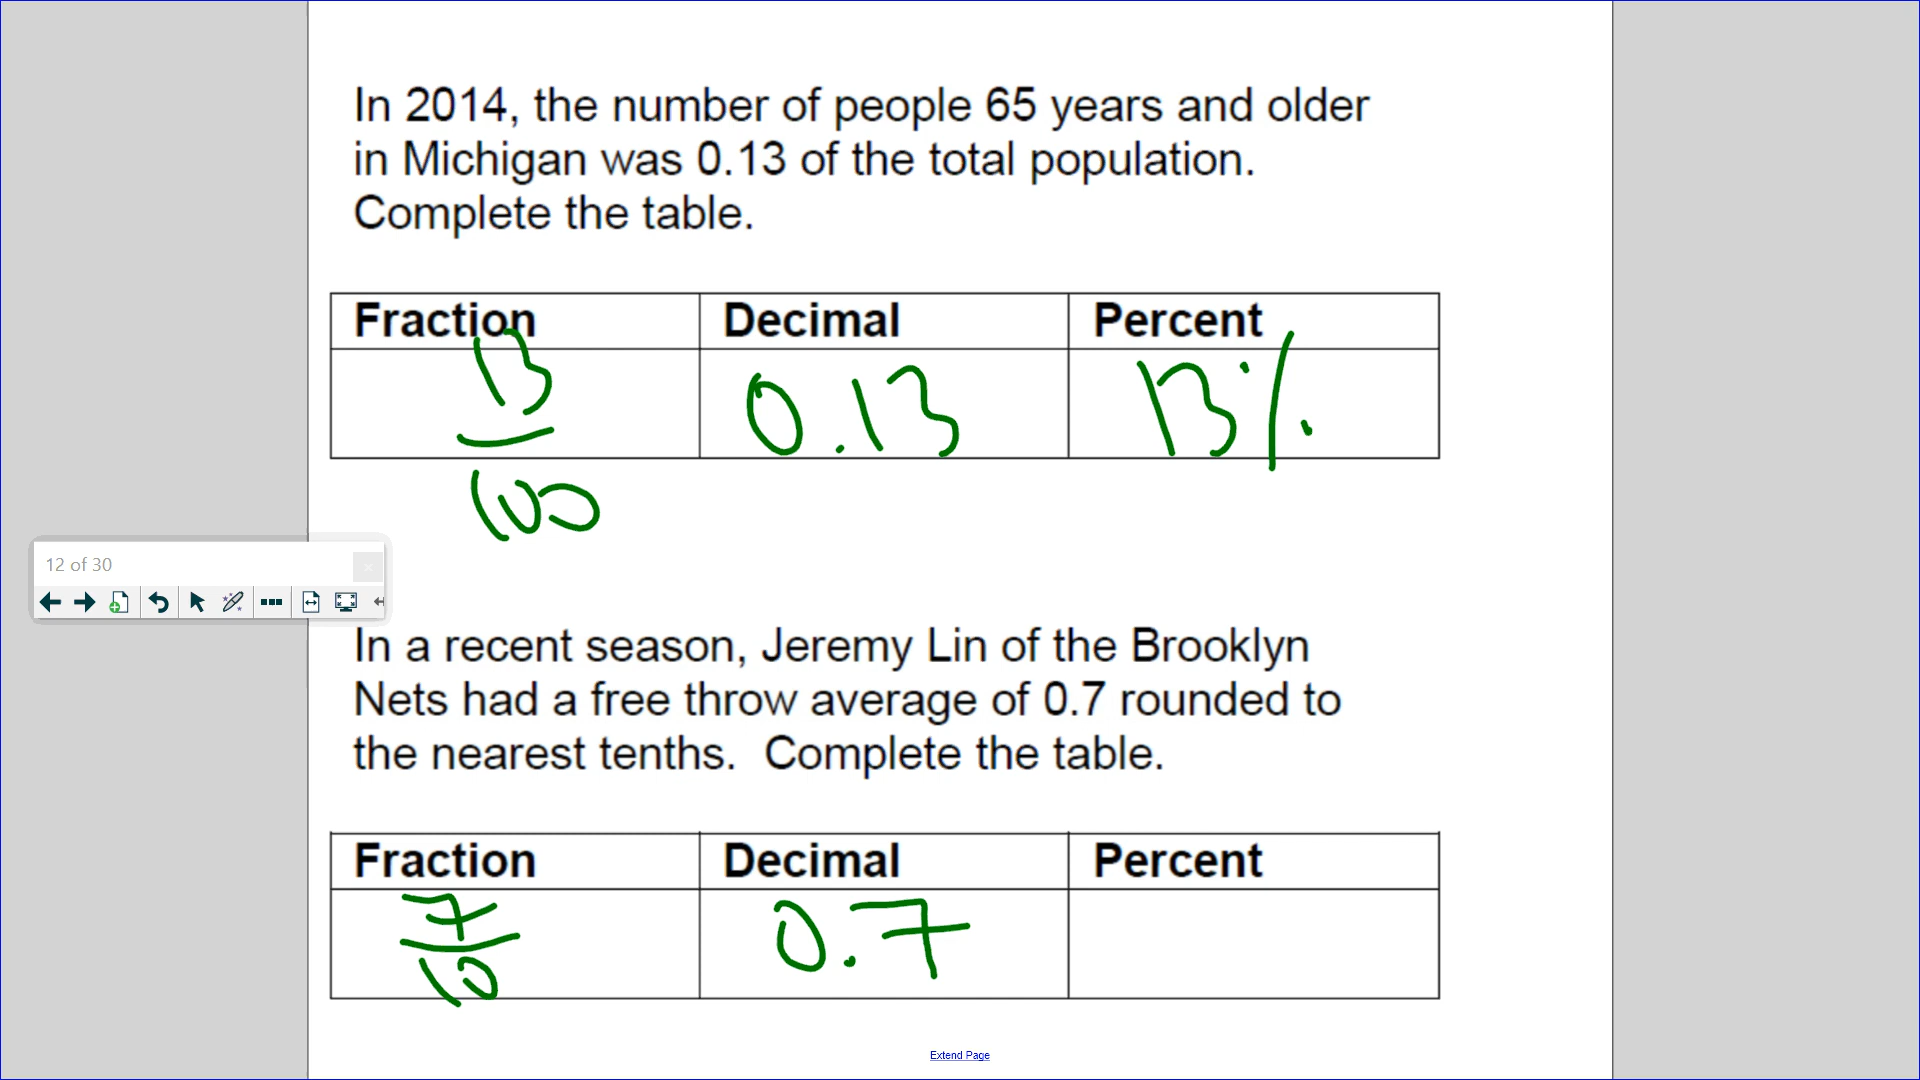 In 2014, the number of people 65 years and older
in Michigan was 0.13 of the total population.
Complete the table.
Fraction Decimal Percent
13 0.13 13%
100
12 of 30
In a recent season, Jeremy Lin of the Brooklyn
Nets had a free throw average of 0.7 rounded to
the nearest tenths. Complete the table.
Fraction Decimal Percent
7 0.7
10
Extend Page